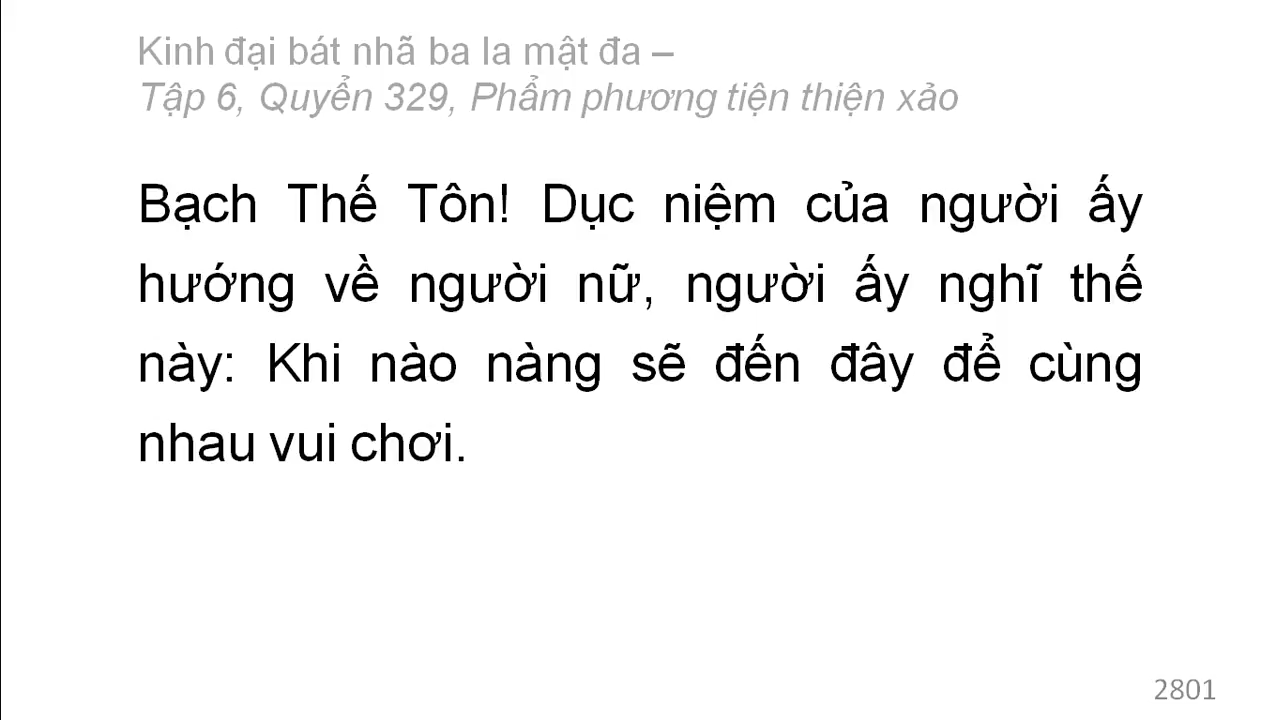 Kinh đại bát nhã ba la mật đa –
Tập 6, Quyển 329, Phẩm phương tiện thiện xảo
Bạch Thế Tôn! Dục niệm của người ấy
hướng về người nữ, người ấy nghĩ thế
này: Khi nào nàng sẽ đến đây để cùng
nhau vui chơi.
2801